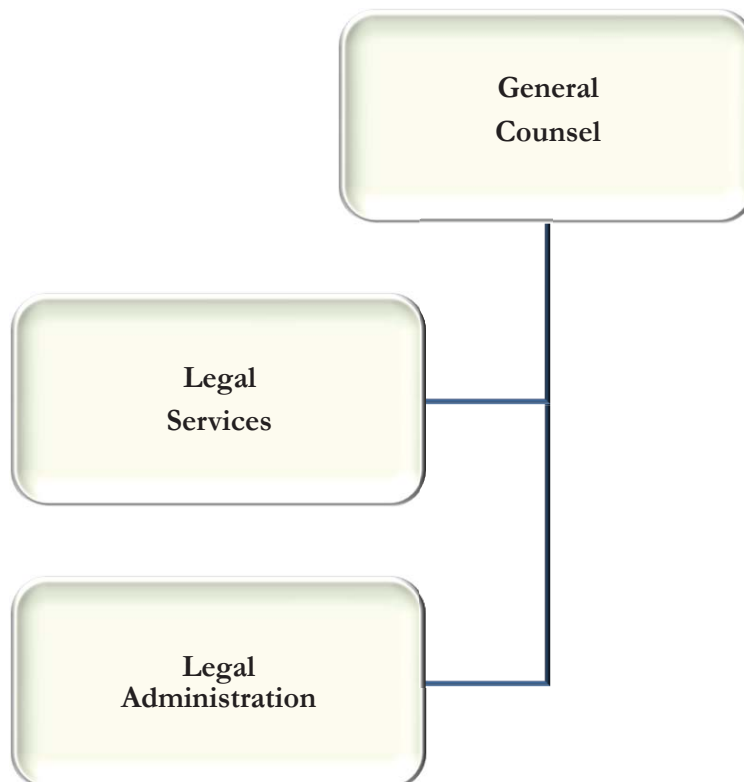 General
Counsel
Legal
Services
Legal
Administration